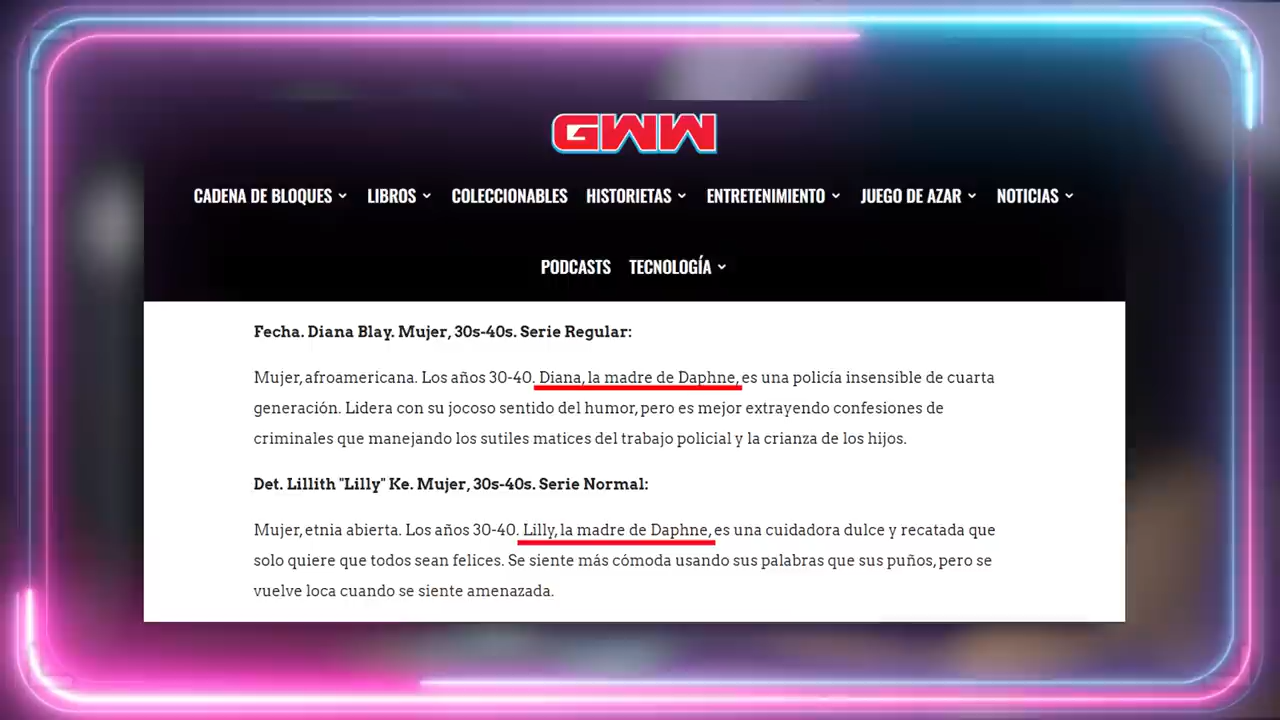 GWW
CADENA DE BLOQUES LIBROS COLECCIONABLES HISTORIETAS ENTRETENIMIENTO JUEGO DE AZAR NOTICIAS
PODCASTS TECNOLOGÍA
Fecha. Diana Blay. Mujer, 30s-40s. Serie Regular:
Mujer, afroamericana. Los años 30-40. Diana, la madre de Daphne, es una policía insensible de cuarta
generación. Lidera con su jocoso sentido del humor, pero es mejor extrayendo confesiones de
criminales que manejando los sutiles matices del trabajo policial y la crianza de los hijos.
Det. Lillith "Lilly" Ke. Mujer, 30s-40s. Serie Normal:
Mujer, etnia abierta. Los años 30-40. Lilly, la madre de Daphne, es una cuidadora dulce y recatada que
solo quiere que todos sean felices. Se siente más cómoda usando sus palabras que sus puños, pero se
vuelve loca cuando se siente amenazada.